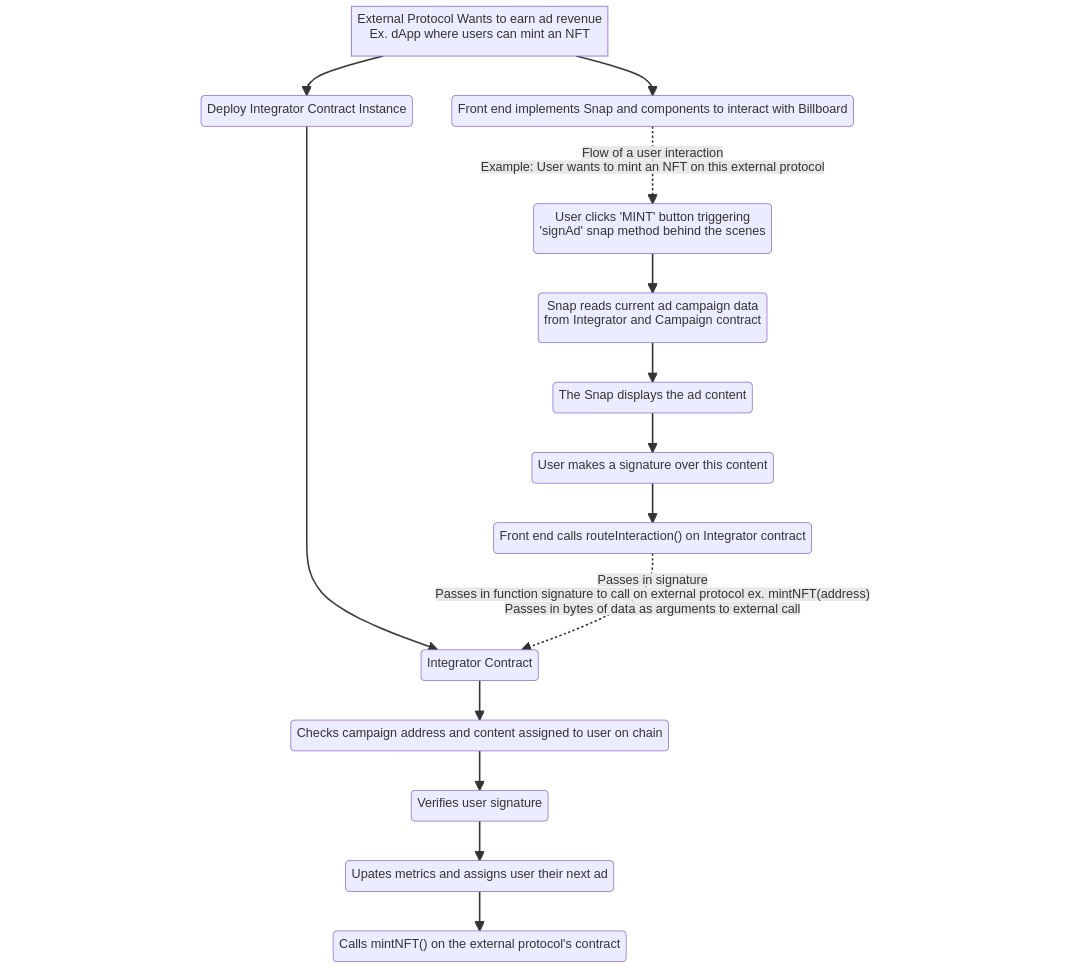 External Protocol Wants to earn ad revenue
Ex. dApp where users can mint an NFT
Deploy Integrator Contract Instance
Front end implements Snap and components to interact with Billboard
Flow of a user interaction
Example: User wants to mint an NFT on this external protocol
User clicks 'MINT' button triggering
'signAd' snap method behind the scenes
Snap reads current ad campaign data
from Integrator and Campaign contract
The Snap displays the ad content
User makes a signature over this content
Front end calls routeInteraction() on Integrator contract
Passes in signature
Passes in function signature to call on external protocol ex. mintNFT(address)
Passes in bytes of data as arguments to external call
Integrator Contract
Checks campaign address and content assigned to user on chain
Verifies user signature
Upates metrics and assigns user their next ad
Calls mintNFT() on the external protocol's contract